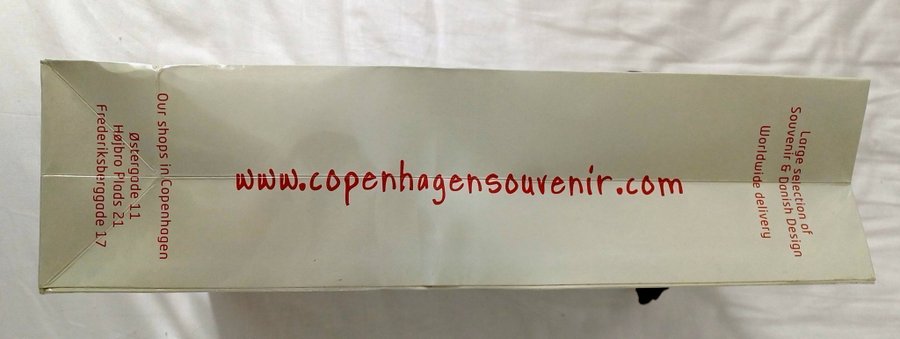 Large selection of
Souvenir & Danish Design
Worldwide delivery
www.copenhagensouvenir.com
Our shops in Copenhagen
Østergade 11
Højbro Plads 21
Frederiksberggade 17